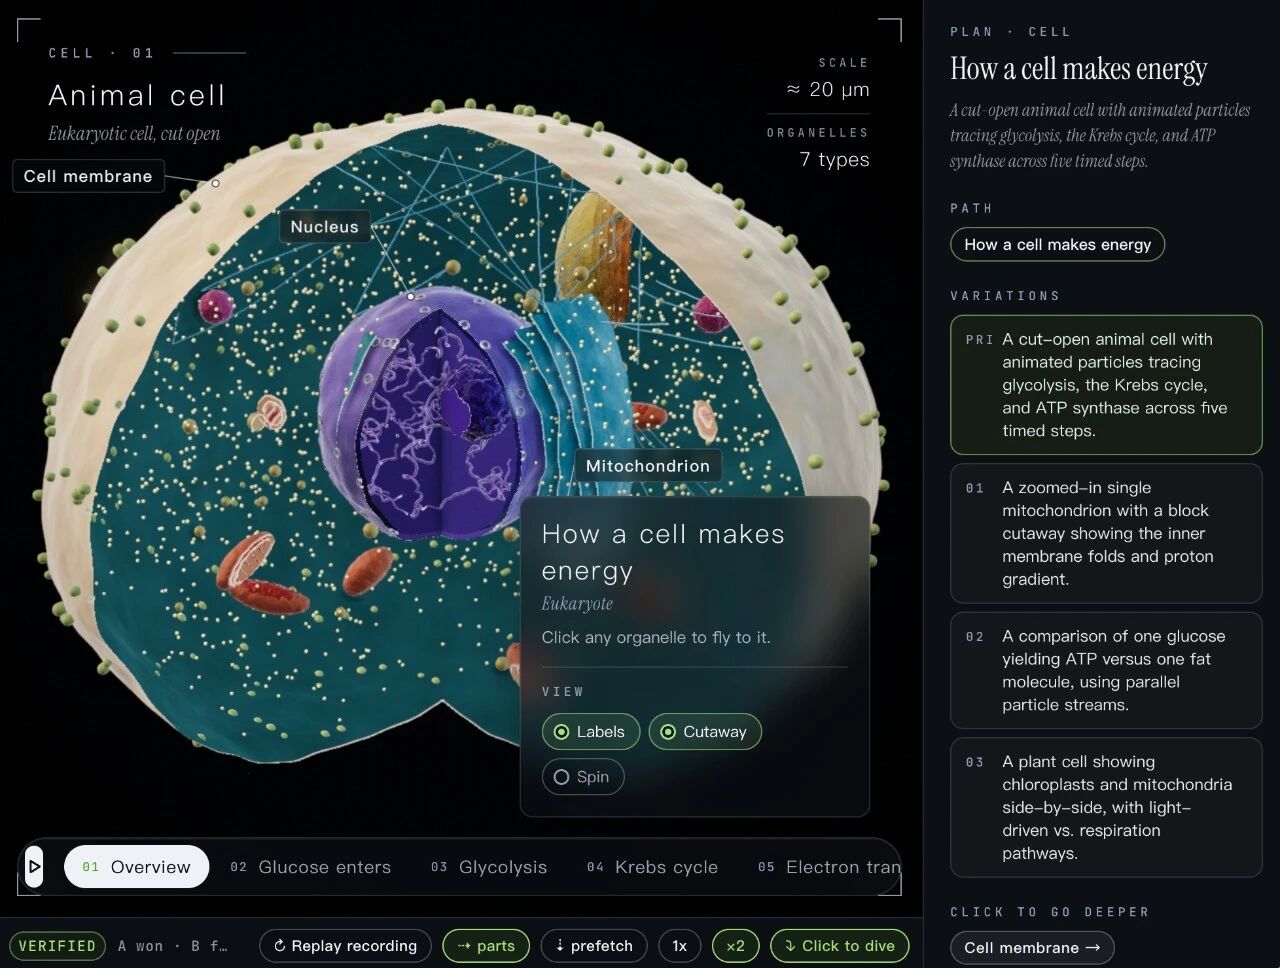 CELL · 01
Animal cell
Eukaryotic cell, cut open
SCALE
≈ 20 µm
ORGANELLES
7 types
Cell membrane
Nucleus
Mitochondrion
How a cell makes
energy
Eukaryote
Click any organelle to fly to it.
VIEW
Labels
Cutaway
Spin
01 Overview
02 Glucose enters
03 Glycolysis
04 Krebs cycle
05 Electron tran
VERIFIED
A won · B f…
↻ Replay recording
⇢ parts
⇣ prefetch
1x
×2
⤵ Click to dive
PLAN · CELL
How a cell makes energy
A cut-open animal cell with animated particles
tracing glycolysis, the Krebs cycle, and ATP
synthase across five timed steps.
PATH
How a cell makes energy
VARIATIONS
PRI A cut-open animal cell with
animated particles tracing
glycolysis, the Krebs cycle,
and ATP synthase across five
timed steps.
01 A zoomed-in single
mitochondrion with a block
cutaway showing the inner
membrane folds and proton
gradient.
02 A comparison of one glucose
yielding ATP versus one fat
molecule, using parallel
particle streams.
03 A plant cell showing
chloroplasts and mitochondria
side-by-side, with light-
driven vs. respiration
pathways.
CLICK TO GO DEEPER
Cell membrane →